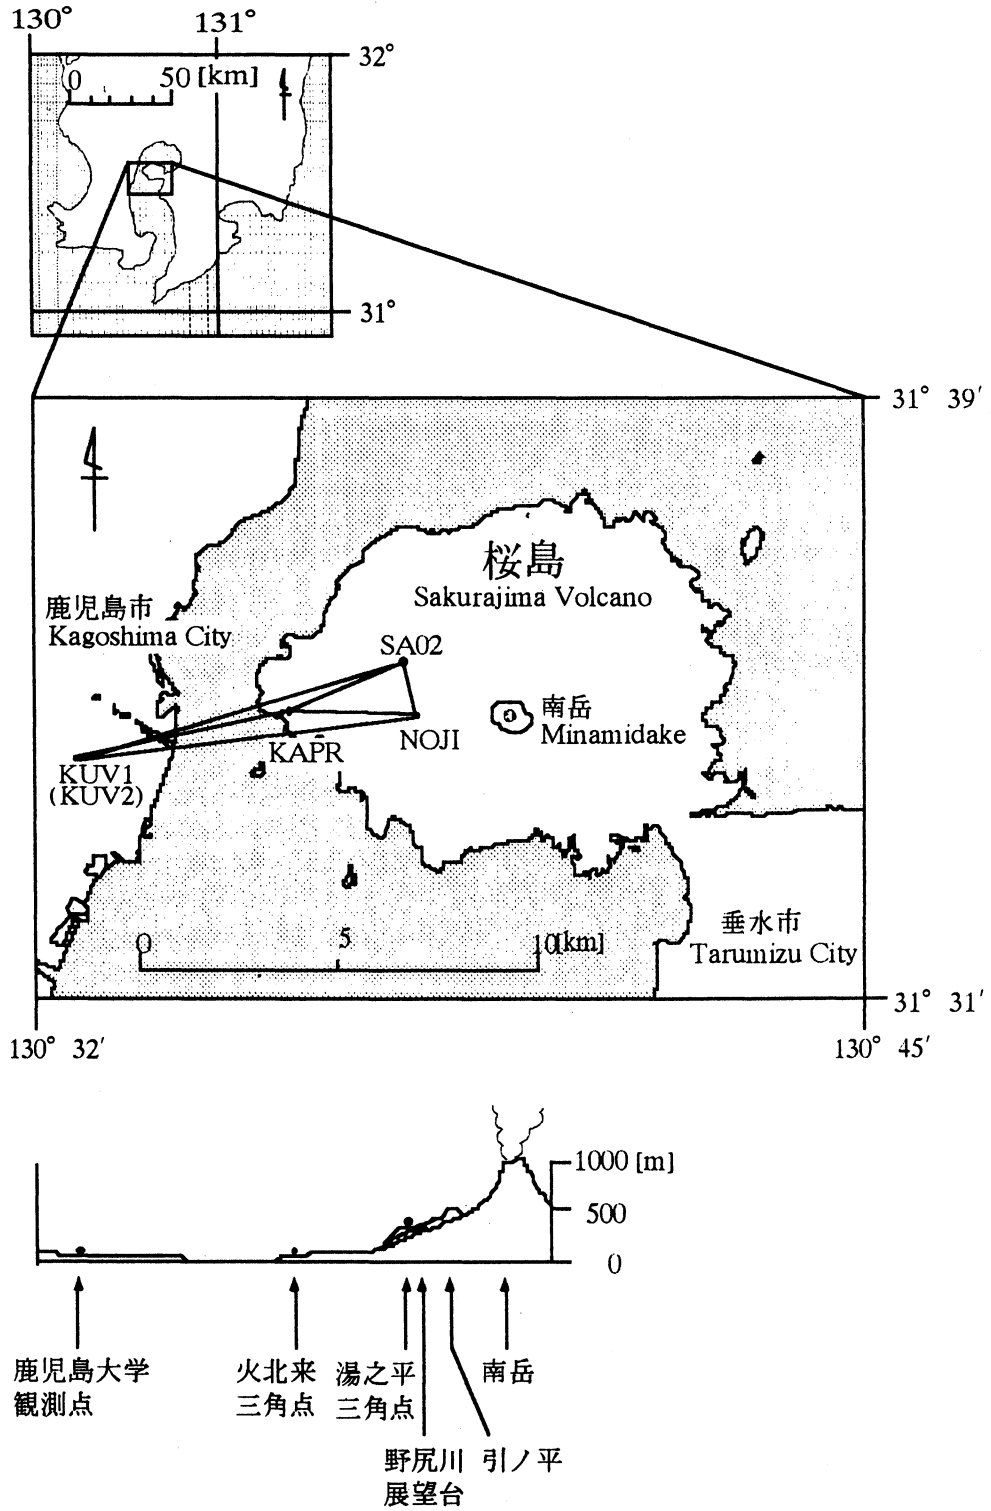 130° 131°
32°
0 50 [km]
31°
31° 39′
桜島
Sakurajima Volcano
鹿児島市
Kagoshima City
SA02
南岳
Minamidake
NOJI
KAPR
KUV1
(KUV2)
垂水市
Tarumizu City
0 5 10[km]
31° 31′
130° 32′ 130° 45′
1000 [m]
500
0
鹿児島大学
観測点
火北来
三角点
湯之平
三角点
南岳
野尻川
展望台
引ノ平